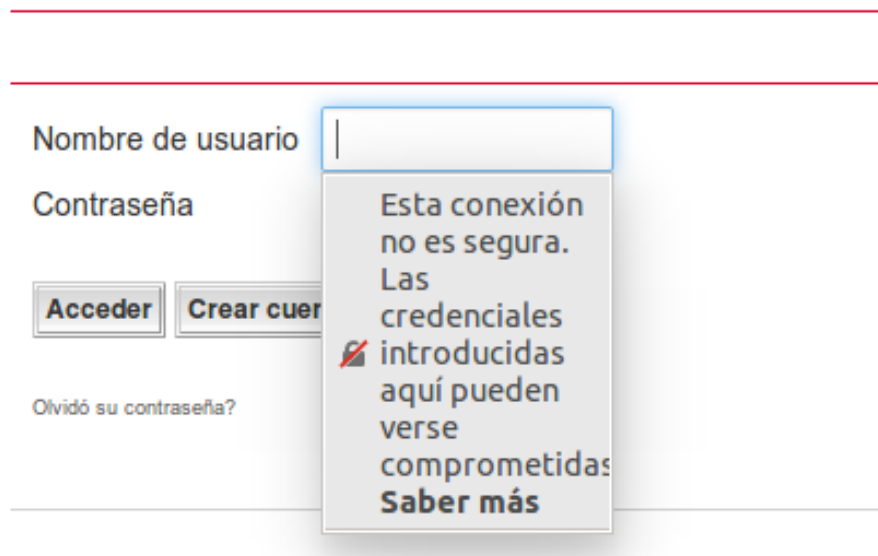 Nombre de usuario
Contraseña
Esta conexión
no es segura.
Las
credenciales
introducidas
aquí pueden
verse
comprometidas
Saber más
Acceder
Crear cuen
Olvidó su contraseña?